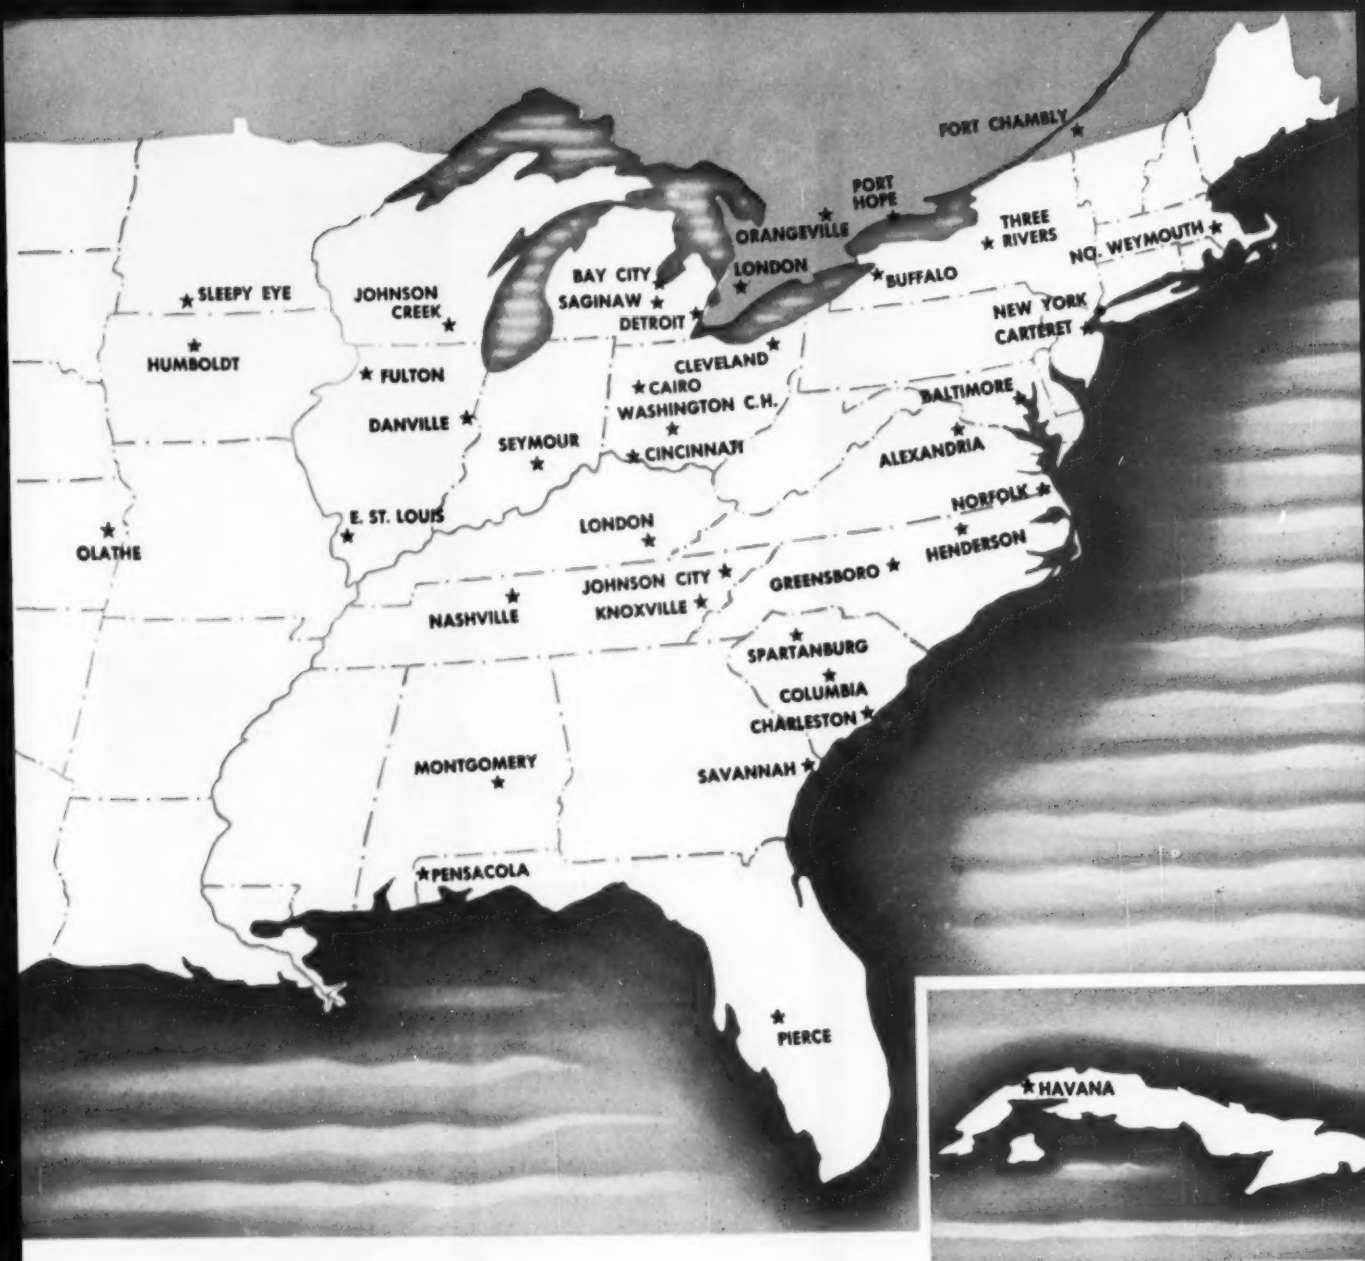 FORT CHAMBLY
PORT
HOPE
ORANGEVILLE
THREE
RIVERS
NO. WEYMOUTH
LONDON
BAY CITY
SAGINAW
DETROIT
BUFFALO
SLEEPY EYE
JOHNSON
CREEK
NEW YORK
CARTERET
HUMBOLDT
FULTON
CLEVELAND
CAIRO
WASHINGTON C.H.
BALTIMORE
DANVILLE
SEYMOUR
CINCINNATI
ALEXANDRIA
NORFOLK
E. ST. LOUIS
LONDON
HENDERSON
OLATHE
JOHNSON CITY
GREENSBORO
NASHVILLE
KNOXVILLE
SPARTANBURG
COLUMBIA
CHARLESTON
MONTGOMERY
SAVANNAH
PENSACOLA
PIERCE
HAVANA